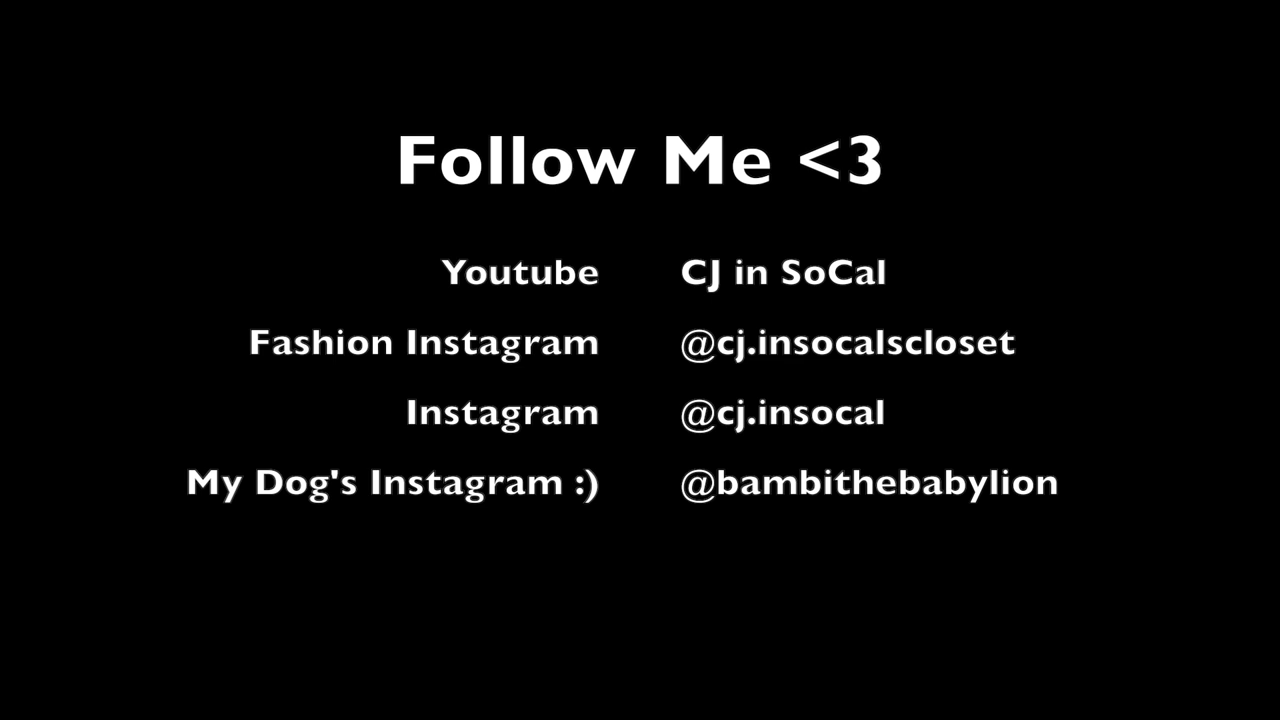 Follow Me <3
Youtube CJ in SoCal
Fashion Instagram @cj.insocalscloset
Instagram @cj.insocal
My Dog's Instagram :) @bambithebabylion